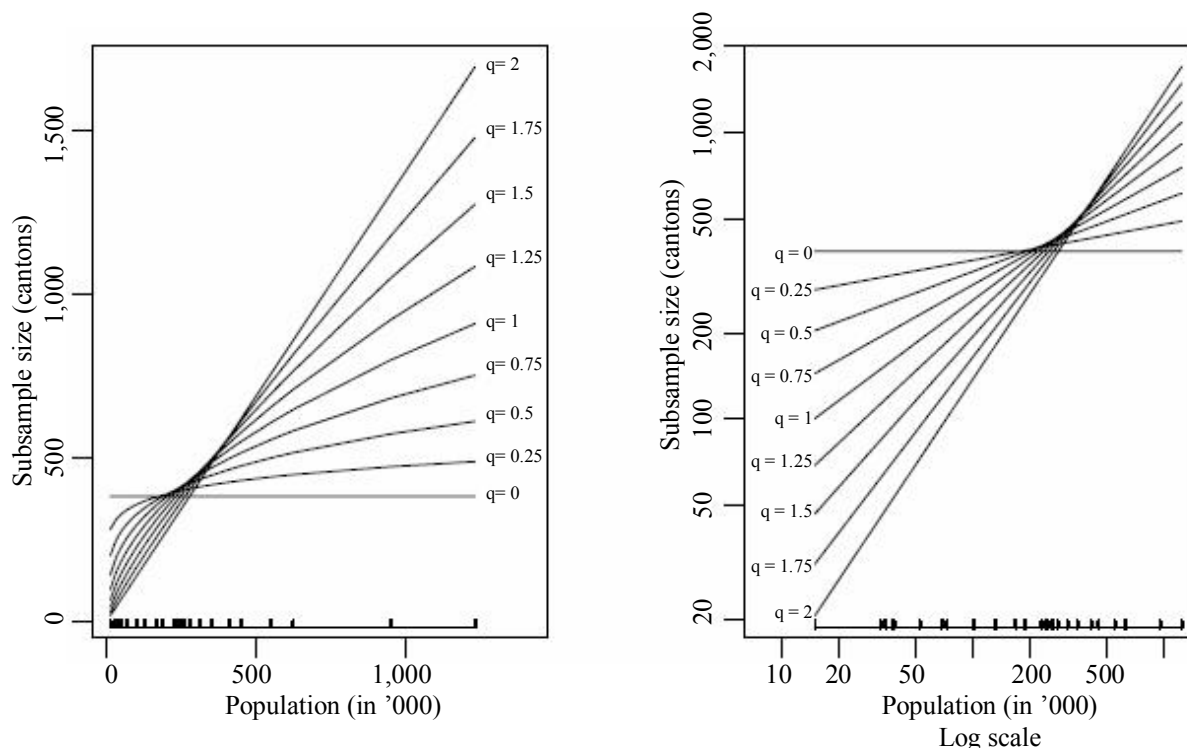 Subsample size (cantons)
1,500
1,000
500
0
q= 2
q= 1.75
q= 1.5
q= 1.25
q= 1
q= 0.75
q= 0.5
q= 0.25
q= 0
0
500
1,000
Population (in ’000)
Subsample size (cantons)
2,000
1,000
500
200
100
50
20
q = 0
q = 0.25
q = 0.5
q = 0.75
q = 1
q = 1.25
q = 1.5
q = 1.75
q = 2
10
20
50
200
500
Population (in ’000)
Log scale